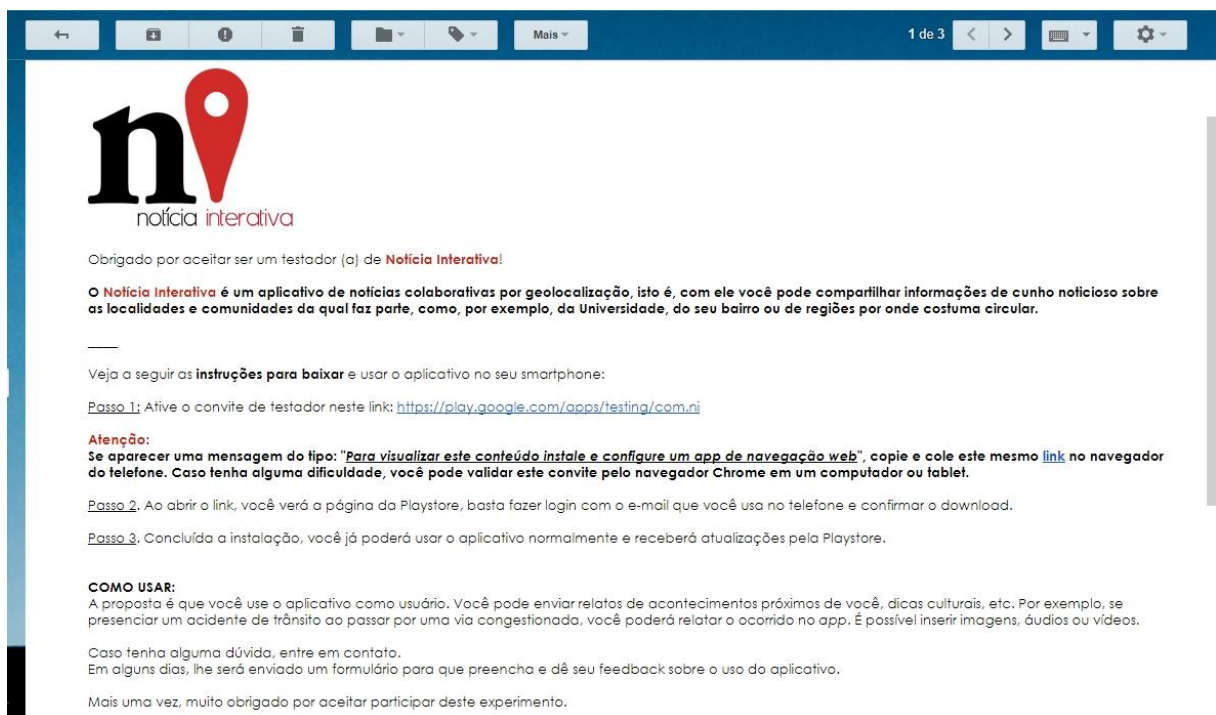 Mais
1 de 3
nı
notícia interativa
Obrigado por aceitar ser um testador (a) de Notícia Interativa!
O Notícia Interativa é um aplicativo de notícias colaborativas por geolocalização, isto é, com ele você pode compartilhar informações de cunho noticioso sobre
as localidades e comunidades da qual faz parte, como, por exemplo, da Universidade, do seu bairro ou de regiões por onde costuma circular.
____
Veja a seguir as instruções para baixar e usar o aplicativo no seu smartphone:
Passo 1: Ative o convite de testador neste link: https://play.google.com/apps/testing/com.ni
Atenção:
Se aparecer uma mensagem do tipo: "Para visualizar este conteúdo instale e configure um app de navegação web", copie e cole este mesmo link no navegador
do telefone. Caso tenha alguma dificuldade, você pode validar este convite pelo navegador Chrome em um computador ou tablet.
Passo 2. Ao abrir o link, você verá a página da Playstore, basta fazer login com o e-mail que você usa no telefone e confirmar o download.
Passo 3. Concluída a instalação, você já poderá usar o aplicativo normalmente e receberá atualizações pela Playstore.
COMO USAR:
A proposta é que você use o aplicativo como usuário. Você pode enviar relatos de acontecimentos próximos de você, dicas culturais, etc. Por exemplo, se
presenciar um acidente de trânsito ao passar por uma via congestionada, você poderá relatar o ocorrido no app. É possível inserir imagens, áudios ou vídeos.
Caso tenha alguma dúvida, entre em contato.
Em alguns dias, lhe será enviado um formulário para que preencha e dê seu feedback sobre o uso do aplicativo.
Mais uma vez, muito obrigado por aceitar participar deste experimento.